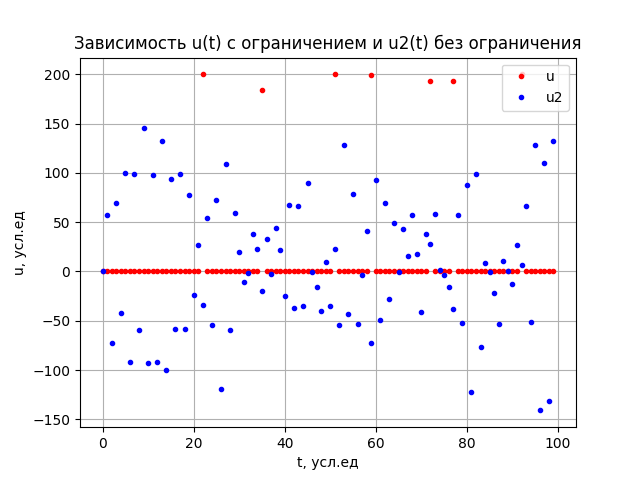 Зависимость u(t) с ограничением и u2(t) без ограничения
u
u2
200
150
100
50
0
−50
−100
−150
u, усл.ед
0
20
40
60
80
100
t, усл.ед